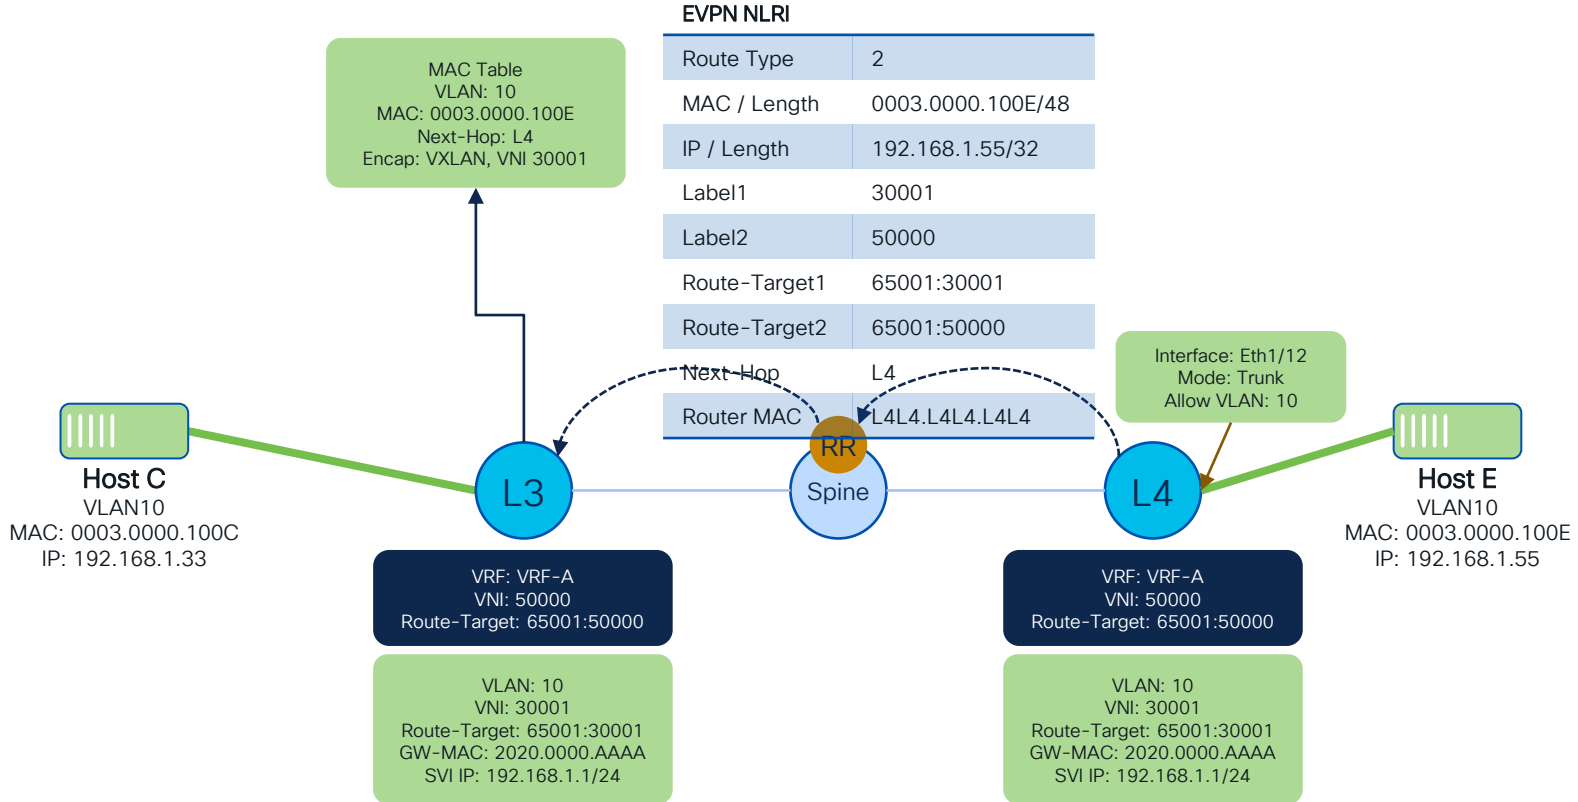 EVPN NLRI
Route Type 2
MAC / Length 0003.0000.100E/48
IP / Length 192.168.1.55/32
Label1 30001
Label2 50000
Route-Target1 65001:30001
Route-Target2 65001:50000
Next-Hop L4
Router MAC L4L4.L4L4.L4L4
MAC Table
VLAN: 10
MAC: 0003.0000.100E
Next-Hop: L4
Encap: VXLAN, VNI 30001
Interface: Eth1/12
Mode: Trunk
Allow VLAN: 10
Host C
VLAN10
MAC: 0003.0000.100C
IP: 192.168.1.33
L3
RR
Spine
L4
Host E
VLAN10
MAC: 0003.0000.100E
IP: 192.168.1.55
VRF: VRF-A
VNI: 50000
Route-Target: 65001:50000
VLAN: 10
VNI: 30001
Route-Target: 65001:30001
GW-MAC: 2020.0000.AAAA
SVI IP: 192.168.1.1/24
VRF: VRF-A
VNI: 50000
Route-Target: 65001:50000
VLAN: 10
VNI: 30001
Route-Target: 65001:30001
GW-MAC: 2020.0000.AAAA
SVI IP: 192.168.1.1/24